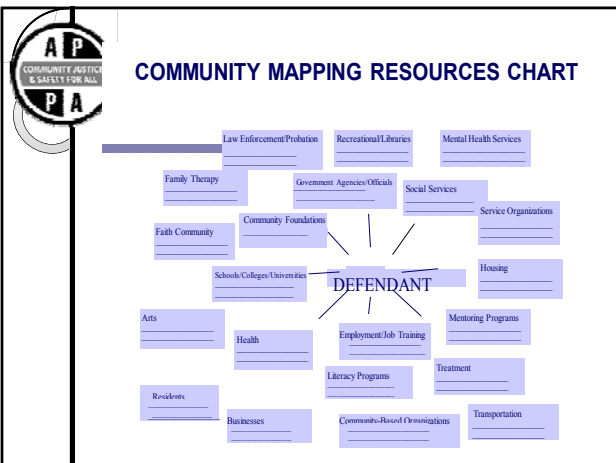 A P
COMMUNITY JUSTICE
& SAFETY FOR ALL
P A
COMMUNITY MAPPING RESOURCES CHART
Law Enforcement/Probation
Recreational/Libraries
Mental Health Services
Family Therapy
Government Agencies/Officials
Social Services
Service Organizations
Community Foundations
Faith Community
Schools/Colleges/Universities
Housing
DEFENDANT
Arts
Mentoring Programs
Health
Employment/Job Training
Treatment
Literacy Programs
Residents
Businesses
Community-Based Organizations
Transportation